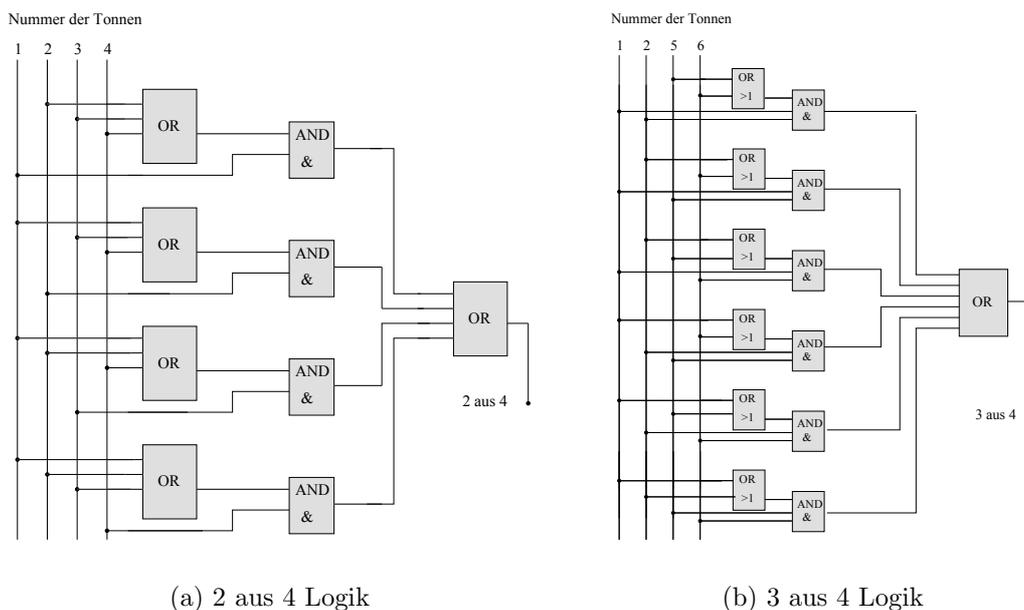 Nummer der Tonnen
1 2 3 4
OR
AND
&
OR
AND
&
OR
AND
&
OR
AND
&
OR
2 aus 4
(a) 2 aus 4 Logik
Nummer der Tonnen
1 2 5 6
OR
>1
AND
&
OR
>1
AND
&
OR
>1
AND
&
OR
>1
AND
&
OR
>1
AND
&
OR
>1
AND
&
OR
3 aus 4
(b) 3 aus 4 Logik